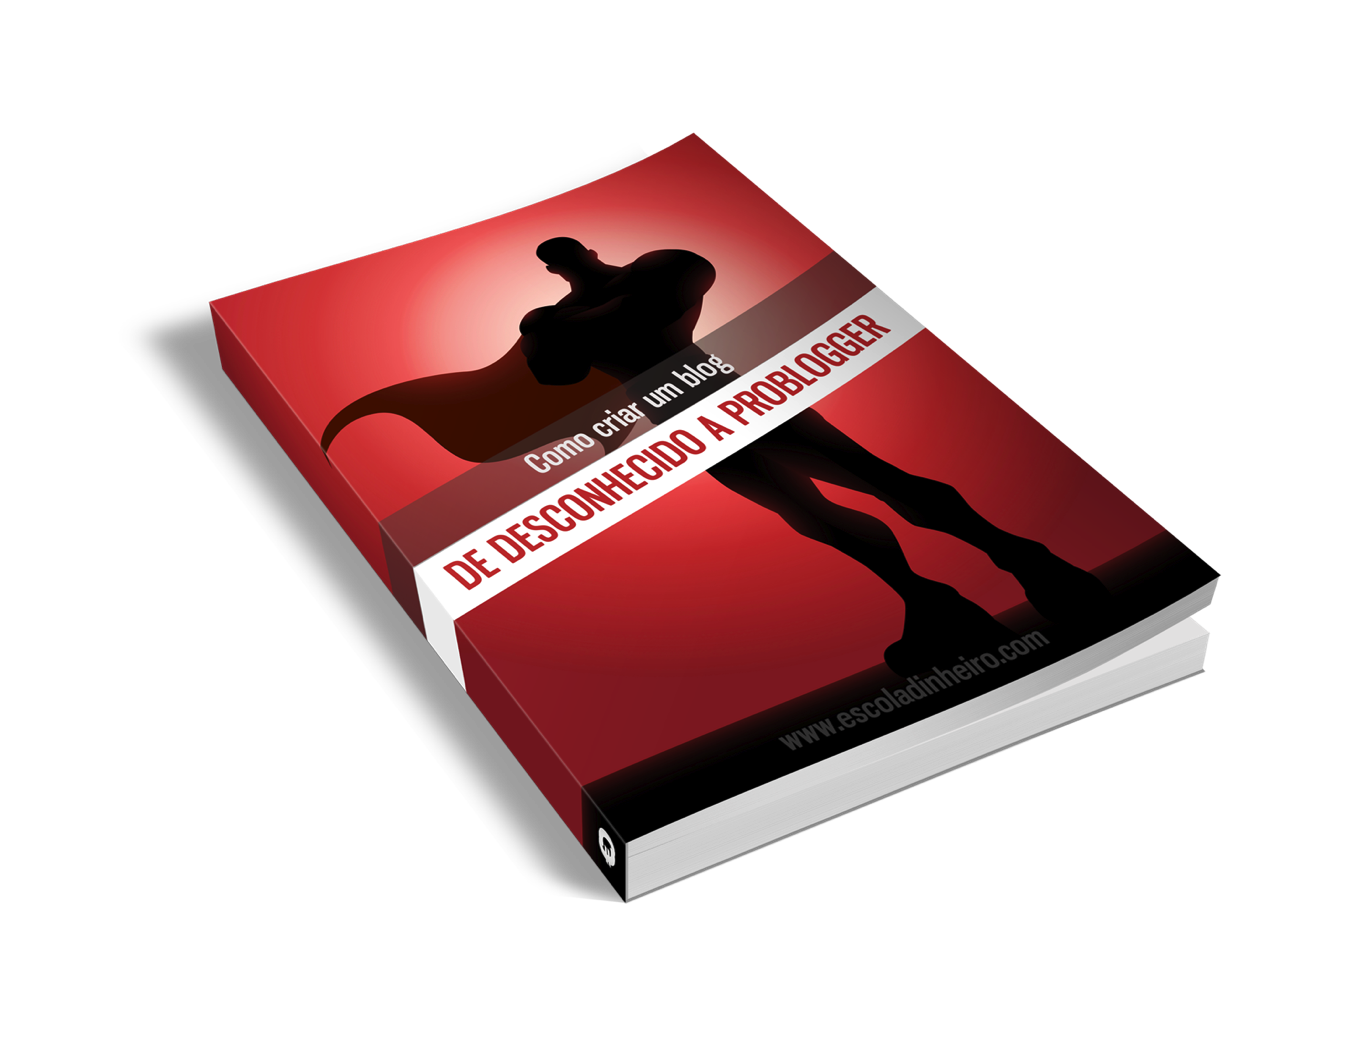 Como criar um blog
DE DESCONHECIDO A PROBLOGGER
www.escoladinheiro.com